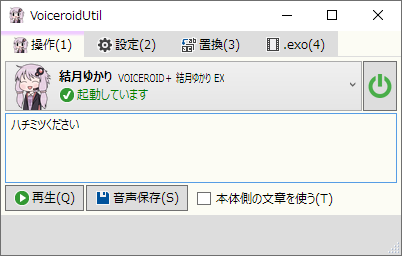 VoiceroidUtil
操作(1) 設定(2) 置換(3) .exo(4)
結月ゆかり VOICEROID+ 結月ゆかり EX
起動しています
ハチミツください
再生(Q) 音声保存(S) 本体側の文章を使う(T)